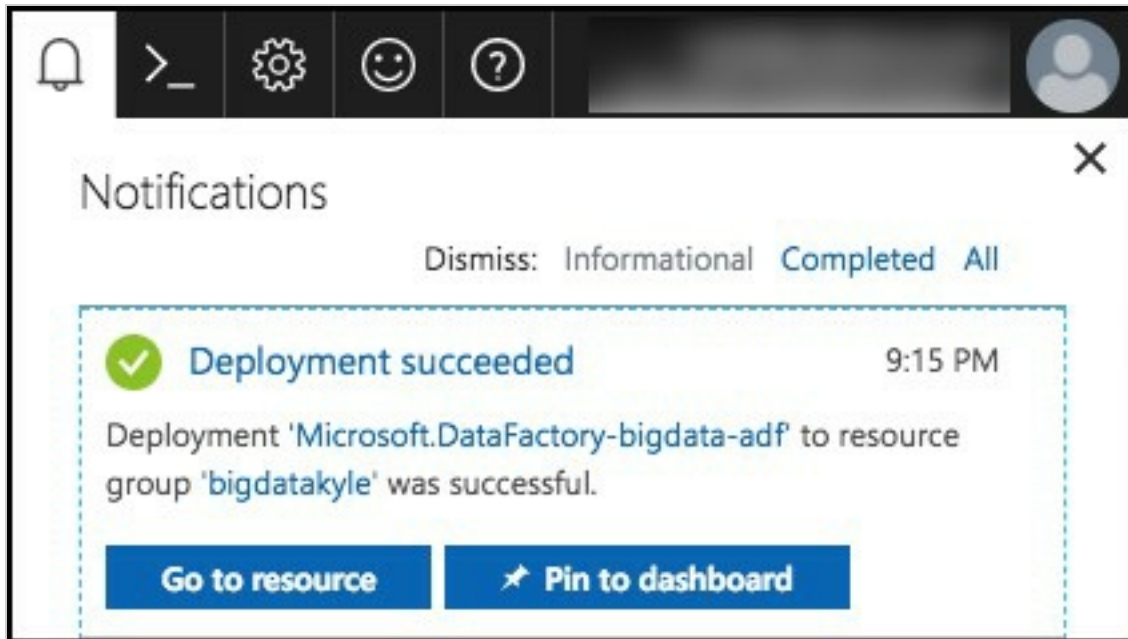 Notifications
Dismiss: Informational Completed All
Deployment succeeded 9:15 PM
Deployment 'Microsoft.DataFactory-bigdata-adf' to resource
group 'bigdatakyle' was successful.
Go to resource Pin to dashboard